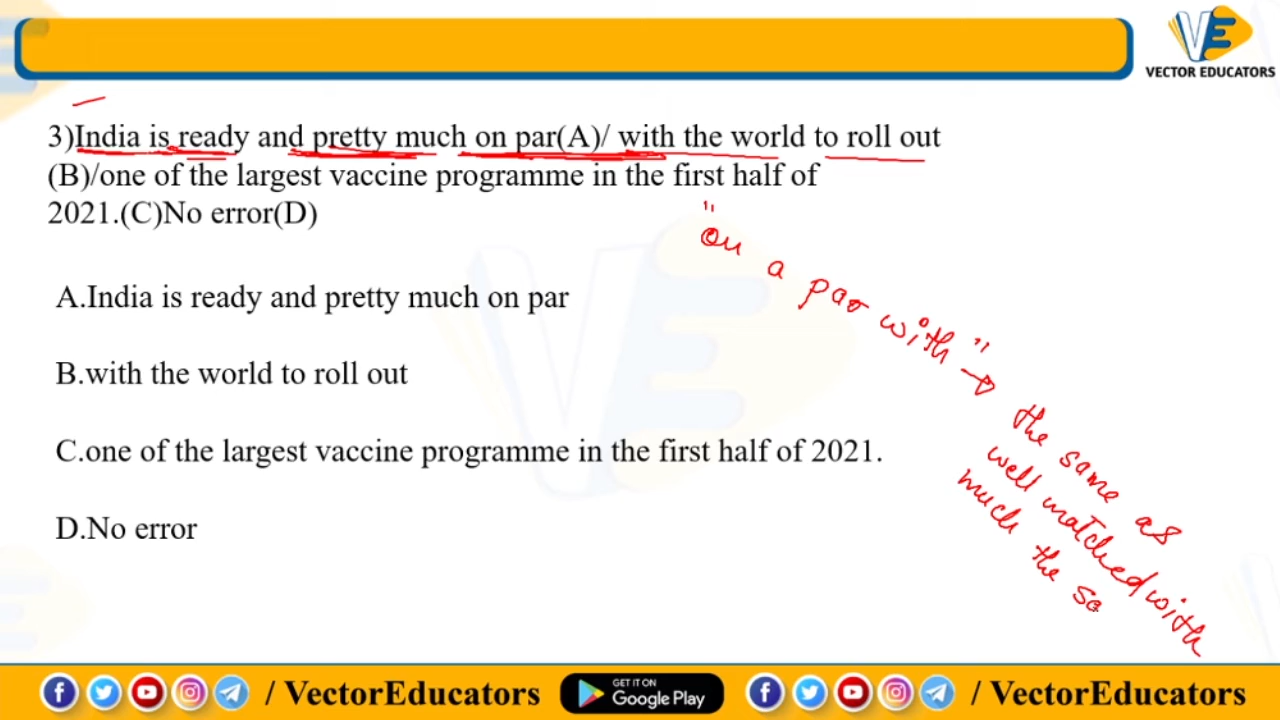 VE
VECTOR EDUCATORS
3)India is ready and pretty much on par(A)/ with the world to roll out
(B)/one of the largest vaccine programme in the first half of
2021.(C)No error(D)
"on a par with" → the same as
well matched with
much the sa
A.India is ready and pretty much on par
B.with the world to roll out
C.one of the largest vaccine programme in the first half of 2021.
D.No error
/ VectorEducators
GET IT ON
Google Play
/ VectorEducators